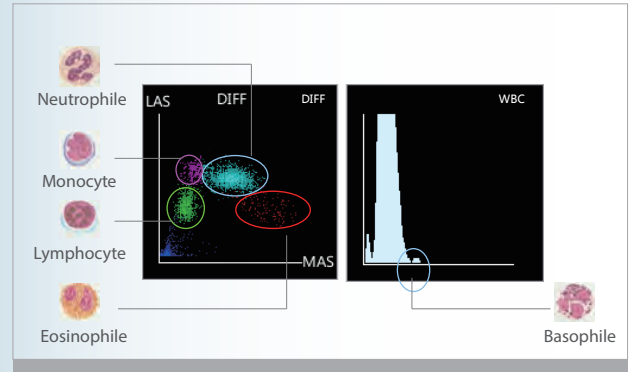 Neutrophile
Monocyte
Lymphocyte
Eosinophile
LAS
DIFF
DIFF
MAS
WBC
Basophile